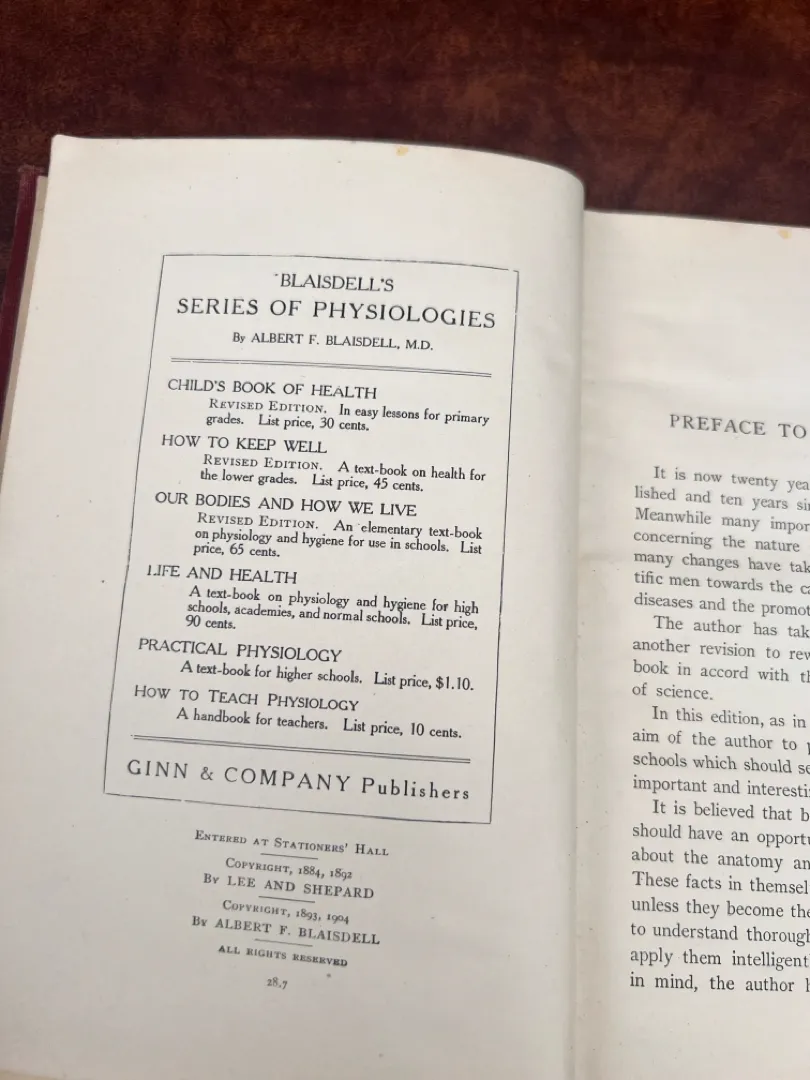 BLAISDELL'S
SERIES OF PHYSIOLOGIES
By ALBERT F. BLAISDELL, M.D.
CHILD'S BOOK OF HEALTH
REVISED EDITION. In easy lessons for primary
grades. List price, 30 cents.
HOW TO KEEP WELL
REVISED EDITION. A text-book on health for
the lower grades. List price, 45 cents.
OUR BODIES AND HOW WE LIVE
REVISED EDITION. An elementary text-book
on physiology and hygiene for use in schools. List
price, 65 cents.
LIFE AND HEALTH
A text-book on physiology and hygiene for high
schools, academies, and normal schools. List price,
90 cents.
PRACTICAL PHYSIOLOGY
A text-book for higher schools. List price, $1.10.
HOW TO TEACH PHYSIOLOGY
A handbook for teachers. List price, 10 cents.
GINN & COMPANY Publishers
ENTERED AT STATIONERS' HALL
COPYRIGHT, 1884, 1892
BY LEE AND SHEPARD
COPYRIGHT, 1893, 1904
BY ALBERT F. BLAISDELL
ALL RIGHTS RESERVED
28.7
PREFACE TO
It is now twenty yea
lished and ten years si
Meanwhile many impor
concerning the nature
many changes have tak
tific men towards the ca
diseases and the promot
The author has tak
another revision to rev
book in accord with th
of science.
In this edition, as in
aim of the author to p
schools which should se
important and interesti
It is believed that b
should have an opportu
about the anatomy an
These facts in themsel
unless they become the
to understand thorough
apply them intelligent
in mind, the author h